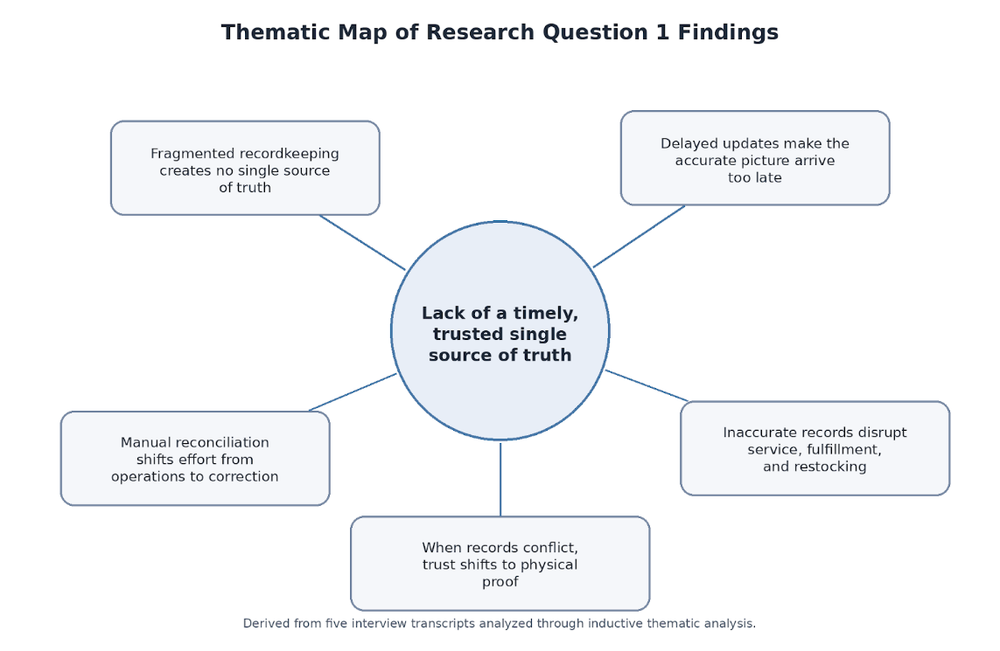 Thematic Map of Research Question 1 Findings
Fragmented recordkeeping
creates no single source
of truth
Delayed updates make the
accurate picture arrive
too late
Lack of a timely,
trusted single
source of truth
Manual reconciliation
shifts effort from
operations to correction
Inaccurate records disrupt
service, fulfillment,
and restocking
When records conflict,
trust shifts to physical
proof
Derived from five interview transcripts analyzed through inductive thematic analysis.